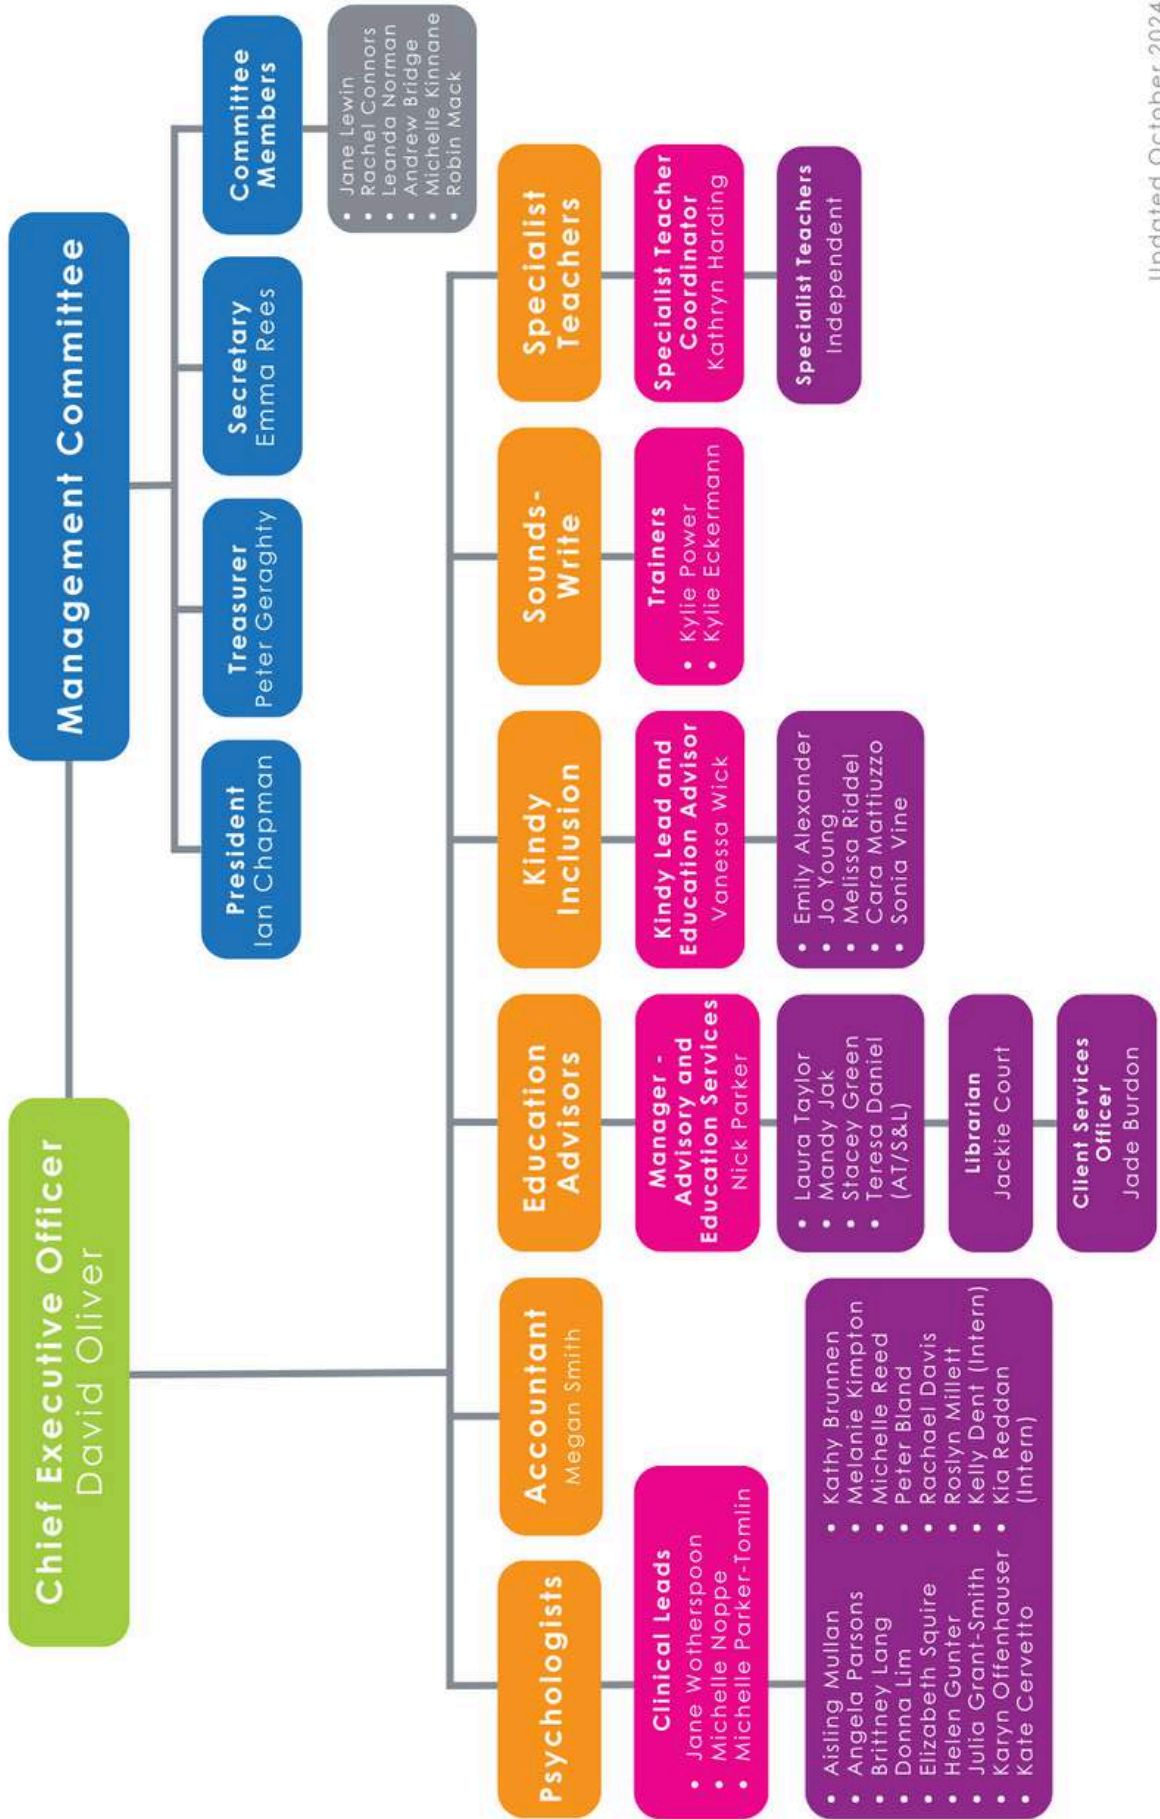 Chief Executive Officer
David Oliver
Management Committee
President
Ian Chapman
Treasurer
Peter Geraghty
Secretary
Emma Rees
Committee
Members
• Jane Lewin
• Rachel Connors
• Leanda Norman
• Andrew Bridge
• Michelle Kinnane
• Robin Mack
Psychologists
Clinical Leads
• Jane Wotherspoon
• Michelle Noppe
• Michelle Parker-Tomlin
• Aisling Mullan
• Angela Parsons
• Brittney Lang
• Donna Lim
• Elizabeth Squire
• Helen Gunter
• Julia Grant-Smith
• Karyn Offenhauser
• Kate Cervetto
• Kathy Brunnen
• Melanie Kimpton
• Michelle Reed
• Peter Bland
• Rachael Davis
• Roslyn Millett
• Kelly Dent (Intern)
• Kia Reddan
(Intern)
Accountant
Megan Smith
Education
Advisors
Manager -
Advisory and
Education Services
Nick Parker
• Laura Taylor
• Mandy Jak
• Stacey Green
• Teresa Daniel
(AT/S&L)
Librarian
Jackie Court
Client Services
Officer
Jade Burdon
Kindy
Inclusion
Kindy Lead and
Education Advisor
Vanessa Wick
• Emily Alexander
• Jo Young
• Melissa Riddel
• Cara Mattiuzzo
• Sonia Vine
Sounds-
Write
Trainers
• Kylie Power
• Kylie Eckermann
Specialist
Teachers
Specialist Teacher
Coordinator
Kathryn Harding
Specialist Teachers
Independent
Updated October 2024